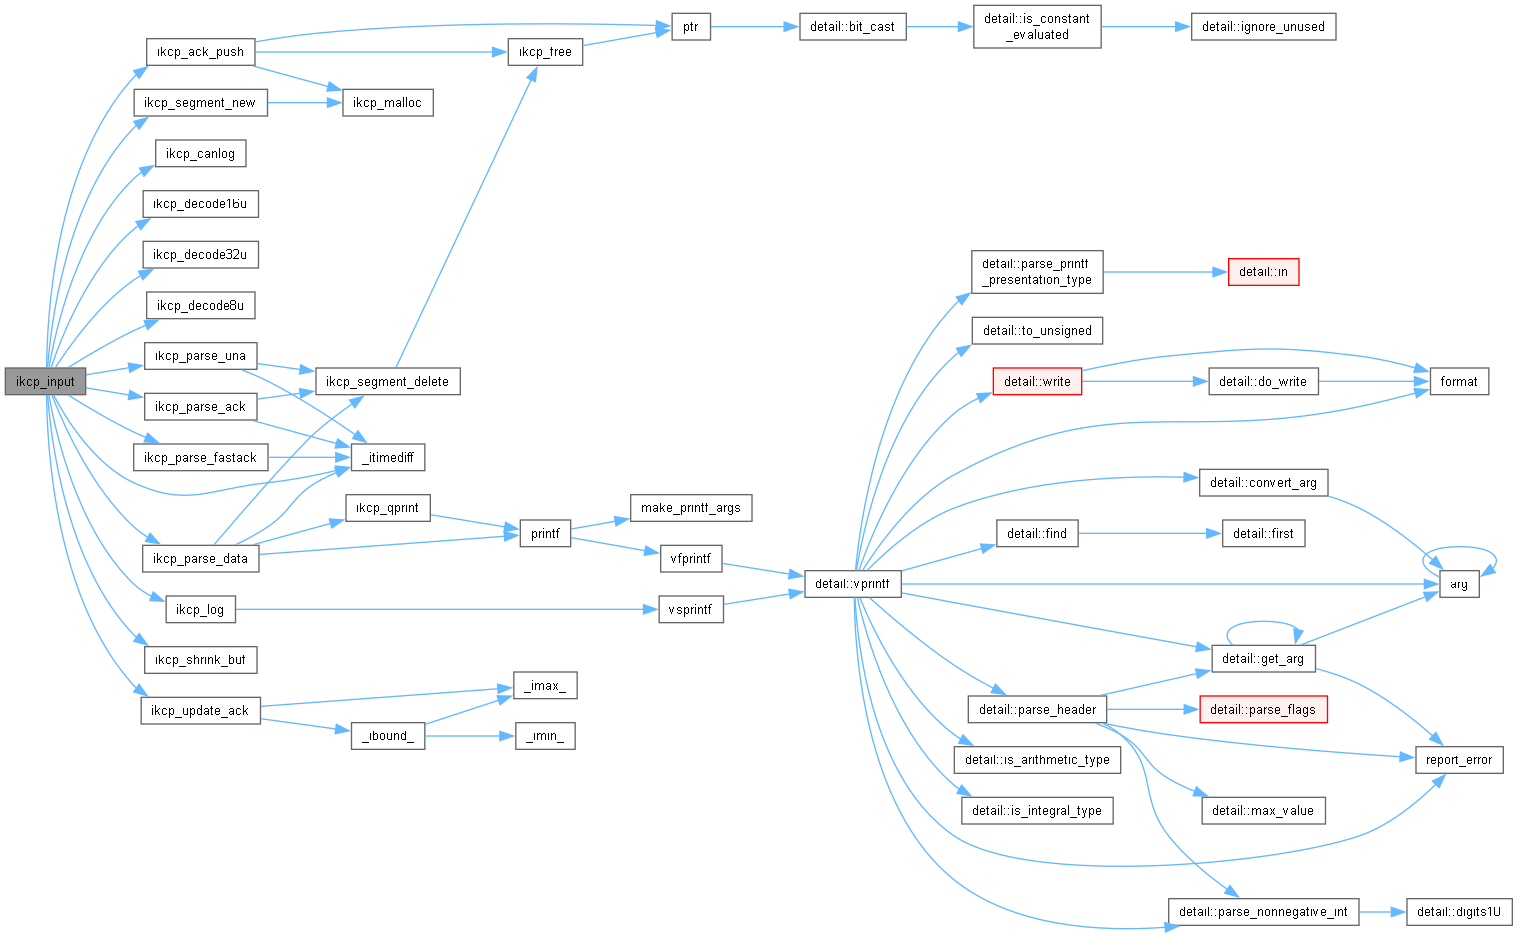 ikcp_input
ikcp_ack_push
ikcp_segment_new
ikcp_canlog
ikcp_decode16u
ikcp_decode32u
ikcp_decode8u
ikcp_parse_una
ikcp_parse_ack
ikcp_parse_fastack
ikcp_parse_data
ikcp_log
ikcp_shrink_buf
ikcp_update_ack
ikcp_free
ikcp_malloc
ikcp_segment_delete
_itimediff
ikcp_qprint
_ibound_
_imax_
_imin_
printf
make_printf_args
vfprintf
vsprintf
ptr
detail::bit_cast
detail::is_constant
_evaluated
detail::ignore_unused
detail::vprintf
detail::parse_printf
_presentation_type
detail::in
detail::to_unsigned
detail::write
detail::do_write
format
detail::convert_arg
detail::find
detail::first
arg
detail::get_arg
detail::parse_header
detail::parse_flags
detail::is_arithmetic_type
report_error
detail::is_integral_type
detail::max_value
detail::parse_nonnegative_int
detail::digits10